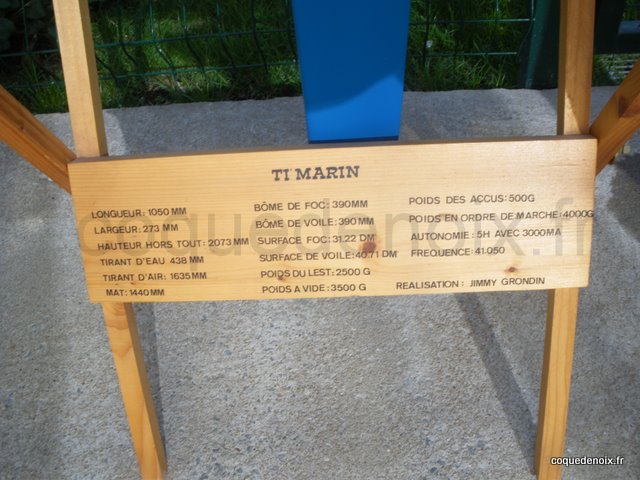 TI'MARIN
LONGUEUR: 1050 MM
LARGEUR: 273 MM
HAUTEUR HORS TOUT: 2073 MM
TIRANT D'EAU 438 MM
TIRANT D'AIR: 1635 MM
MAT: 1440 MM
BÔME DE FOC: 390MM
BÔME DE VOILE: 390 MM
SURFACE FOC: 31.22 DM
SURFACE DE VOILE: 40.71 DM
POIDS DU LEST: 2500 G
POIDS A VIDE: 3500 G
POIDS DES ACCUS: 500G
POIDS EN ORDRE DE MARCHE: 4000G
AUTONOMIE: 5H AVEC 3000MA
FREQUENCE: 41.050
REALISATION: JIMMY GRONDIN
coquedenoix.fr
coquedenoix.fr